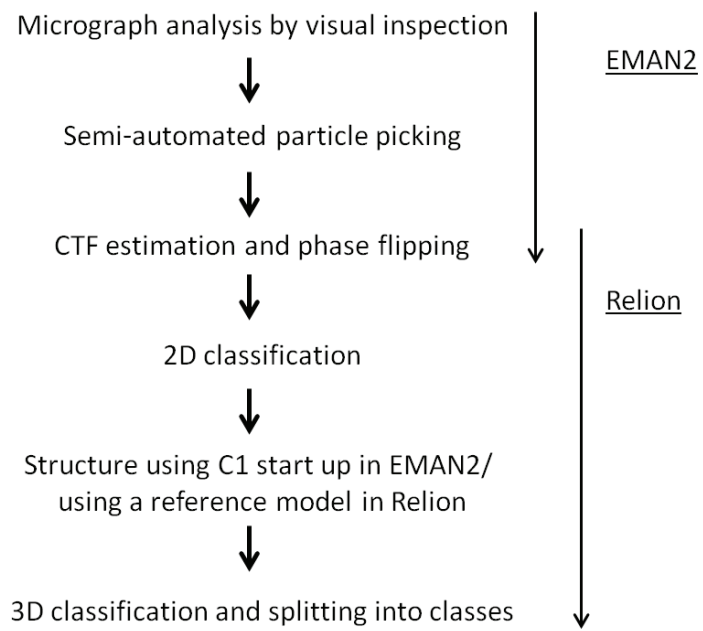 Micrograph analysis by visual inspection
EMAN2
Semi-automated particle picking
CTF estimation and phase flipping
Relion
2D classification
Structure using C1 start up in EMAN2/
using a reference model in Relion
3D classification and splitting into classes